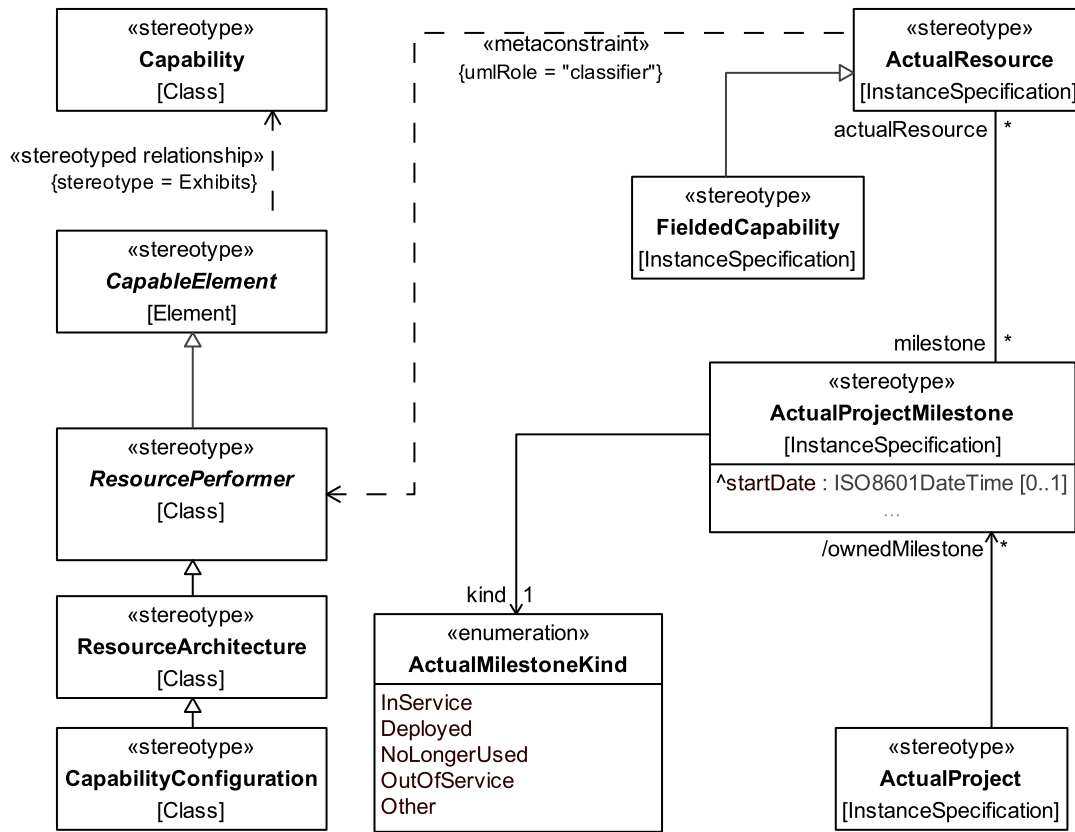 «stereotype»
Capability
[Class]
«stereotyped relationship»
{stereotype = Exhibits}
«stereotype»
CapableElement
[Element]
«stereotype»
ResourcePerformer
[Class]
«stereotype»
ResourceArchitecture
[Class]
«stereotype»
CapabilityConfiguration
[Class]
«metaconstraint»
{umlRole = "classifier"}
«stereotype»
ActualResource
[InstanceSpecification]
actualResource *
«stereotype»
FieldedCapability
[InstanceSpecification]
milestone *
«stereotype»
ActualProjectMilestone
[InstanceSpecification]
^startDate : ISO8601DateTime [0..1]
...
/ownedMilestone *
kind 1
«enumeration»
ActualMilestoneKind
InService
Deployed
NoLongerUsed
OutOfService
Other
«stereotype»
ActualProject
[InstanceSpecification]